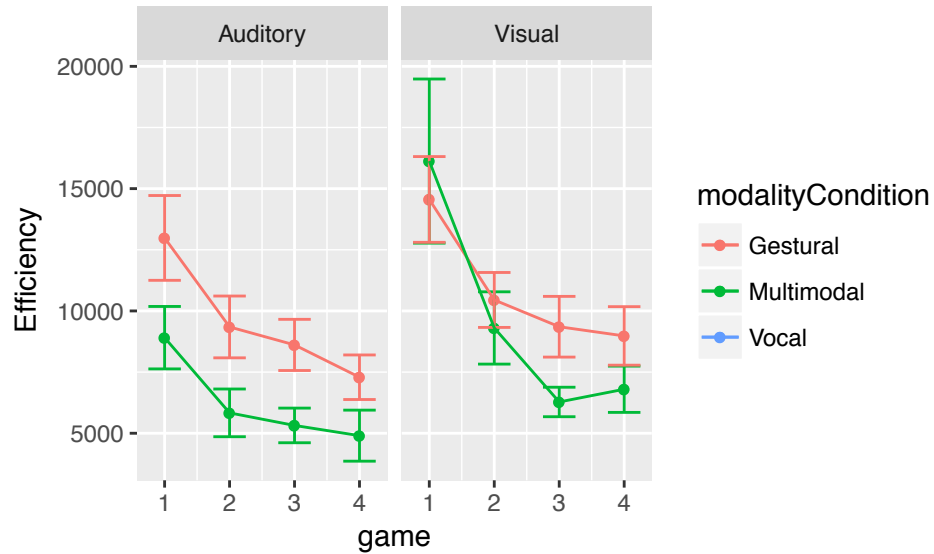 Auditory
Visual
20000
15000
10000
5000
Efficiency
1 2 3 4
1 2 3 4
game
modalityCondition
Gestural
Multimodal
Vocal